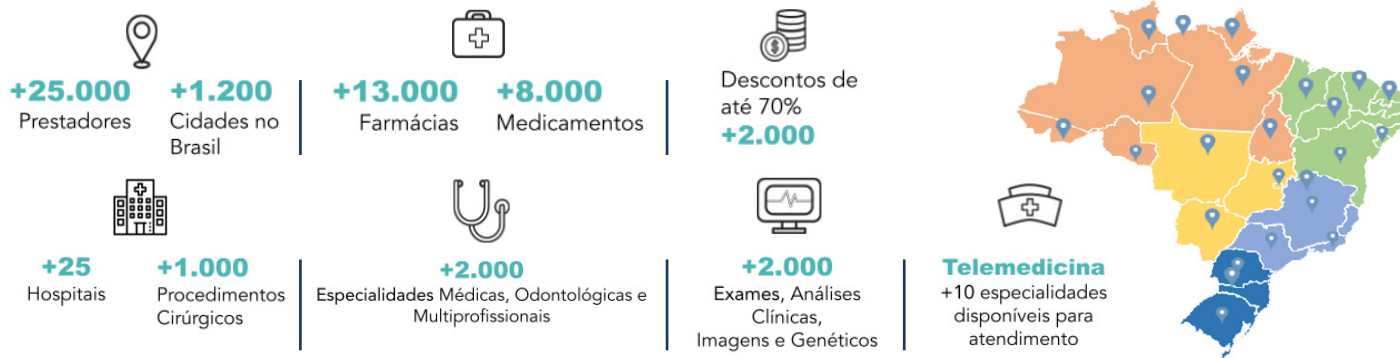 +25.000
Prestadores
+1.200
Cidades no
Brasil
+13.000
Farmácias
+8.000
Medicamentos
Descontos de
até 70%
+2.000
+25
Hospitais
+1.000
Procedimentos
Cirúrgicos
+2.000
Especialidades Médicas, Odontológicas e
Multiprofissionais
+2.000
Exames, Análises
Clínicas,
Imagens e Genéticos
Telemedicina
+10 especialidades
disponíveis para
atendimento